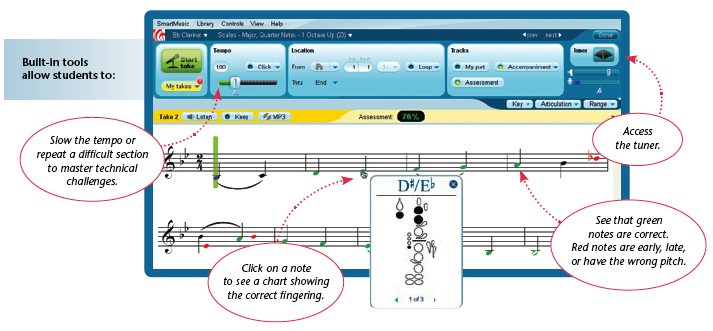 SmartMusic Library Controls View Help
Bb Clarinet Scales - Major, Quarter Notes - 1 Octave Up (23)
prev next Done
Built-in tools
allow students to:
Start
take
My takes
Tempo
100 Click
Location
From 1 1 Loop
Thru End
Tracks
My part Accompaniment
Assessment
Tuner
Key Articulation Range
Take 2 Listen Keep MP3 Assessment: 76%
Slow the tempo or
repeat a difficult section
to master technical
challenges.
Access
the tuner.
D#/Eb
1 of 3
Click on a note
to see a chart showing
the correct fingering.
See that green
notes are correct.
Red notes are early, late,
or have the wrong pitch.